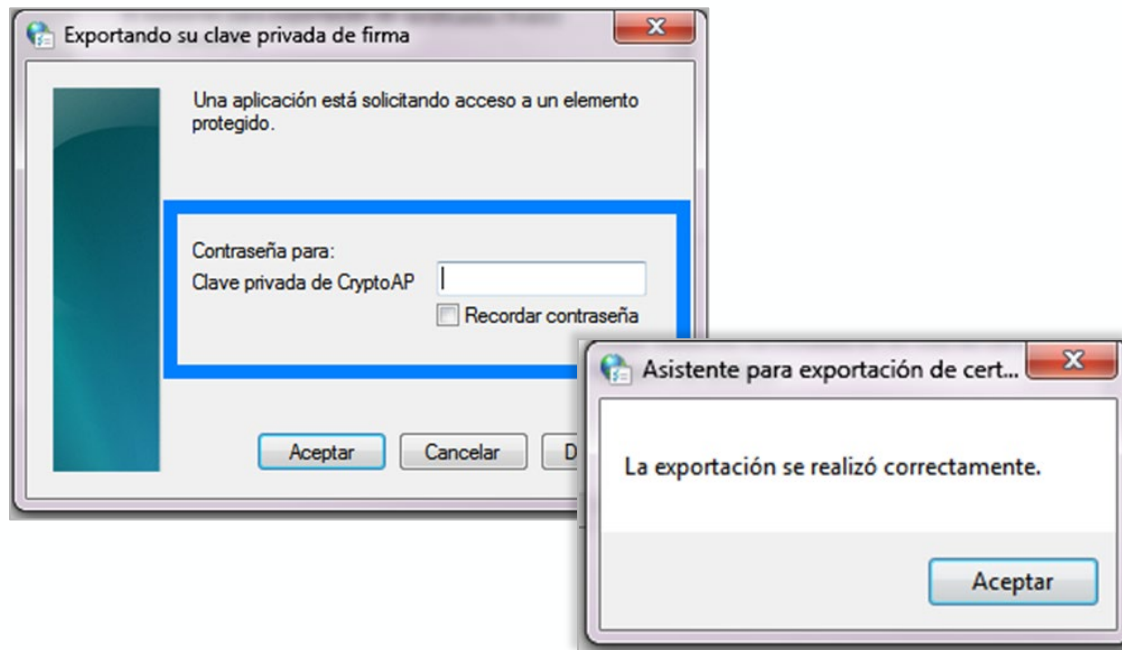 Exportando su clave privada de firma
Una aplicación está solicitando acceso a un elemento
protegido.
Contraseña para:
Clave privada de CryptoAP
Recordar contraseña
Aceptar
Cancelar
D
Asistente para exportación de cert...
La exportación se realizó correctamente.
Aceptar